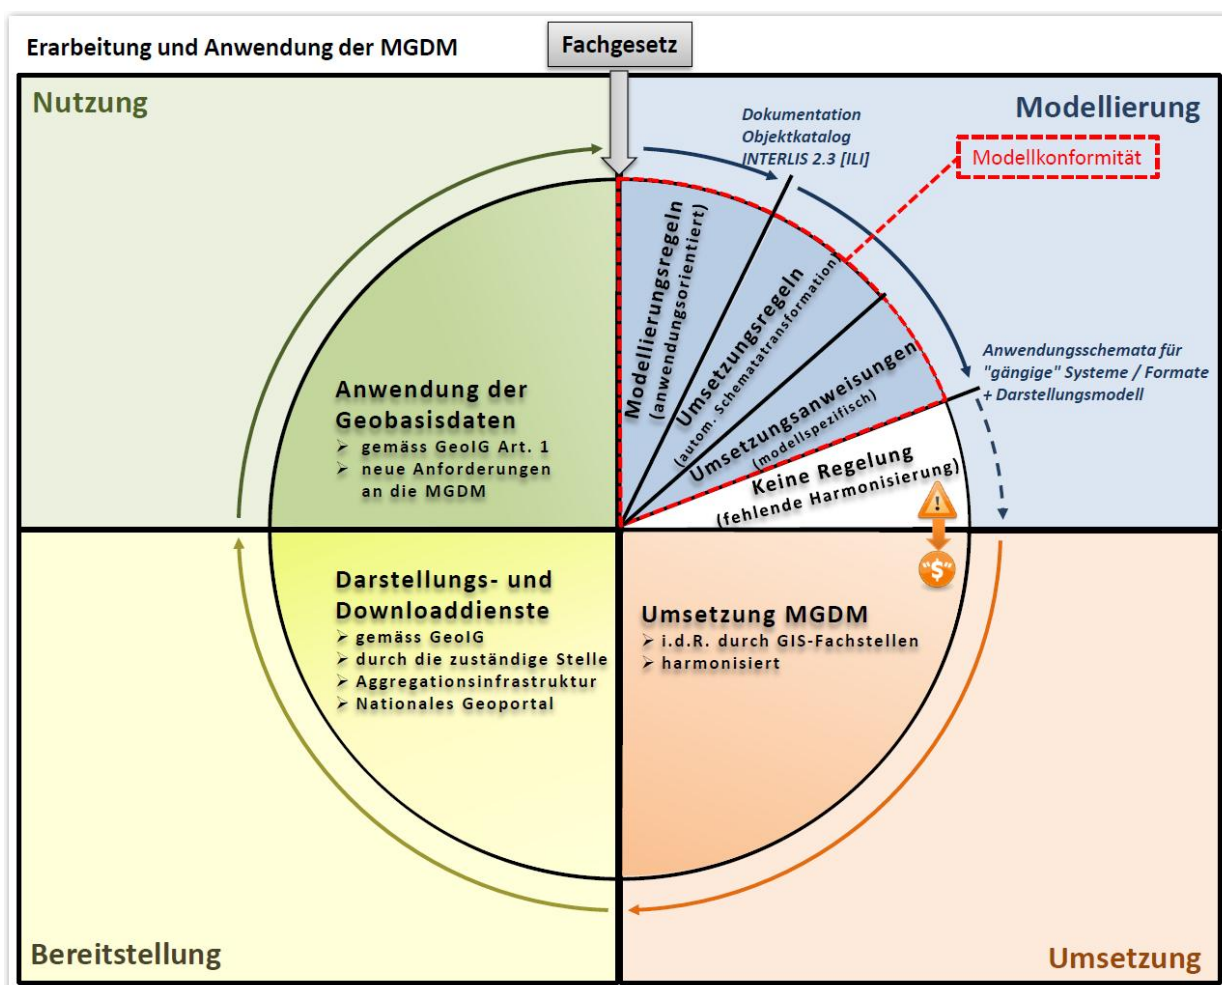 Erarbeitung und Anwendung der MGDM
Fachgesetz
Nutzung
Modellierung
Dokumentation
Objektkatalog
INTERLIS 2.3 [ILI]
Modellkonformität
Modellierungsregeln
(anwendungsorientiert)
Umsetzungsregeln
(autom. Schematatransformation)
Umsetzungsanweisungen
(modellspezifisch)
Keine Regelung
(fehlende Harmonisierung)
Anwendungsschemata für
"gängige" Systeme / Formate
+ Darstellungsmodell
Anwendung der
Geobasisdaten
➢ gemäss GeoIG Art. 1
➢ neue Anforderungen
an die MGDM
!
"$"
Darstellungs- und
Downloaddienste
➢ gemäss GeoIG
➢ durch die zuständige Stelle
➢ Aggregationsinfrastruktur
➢ Nationales Geoportal
Umsetzung MGDM
➢ i.d.R. durch GIS-Fachstellen
➢ harmonisiert
Bereitstellung
Umsetzung